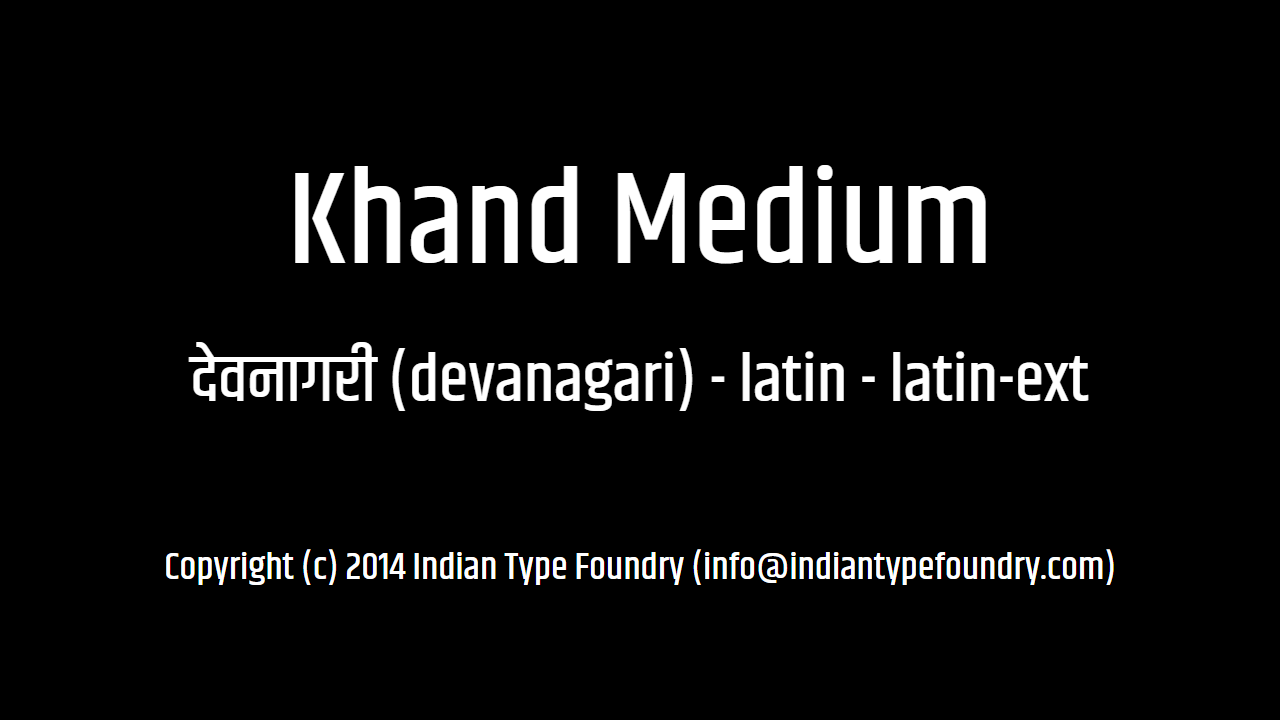 Khand Medium
देवनागरी (devanagari) - latin - latin-ext
Copyright (c) 2014 Indian Type Foundry (info@indiantypefoundry.com)